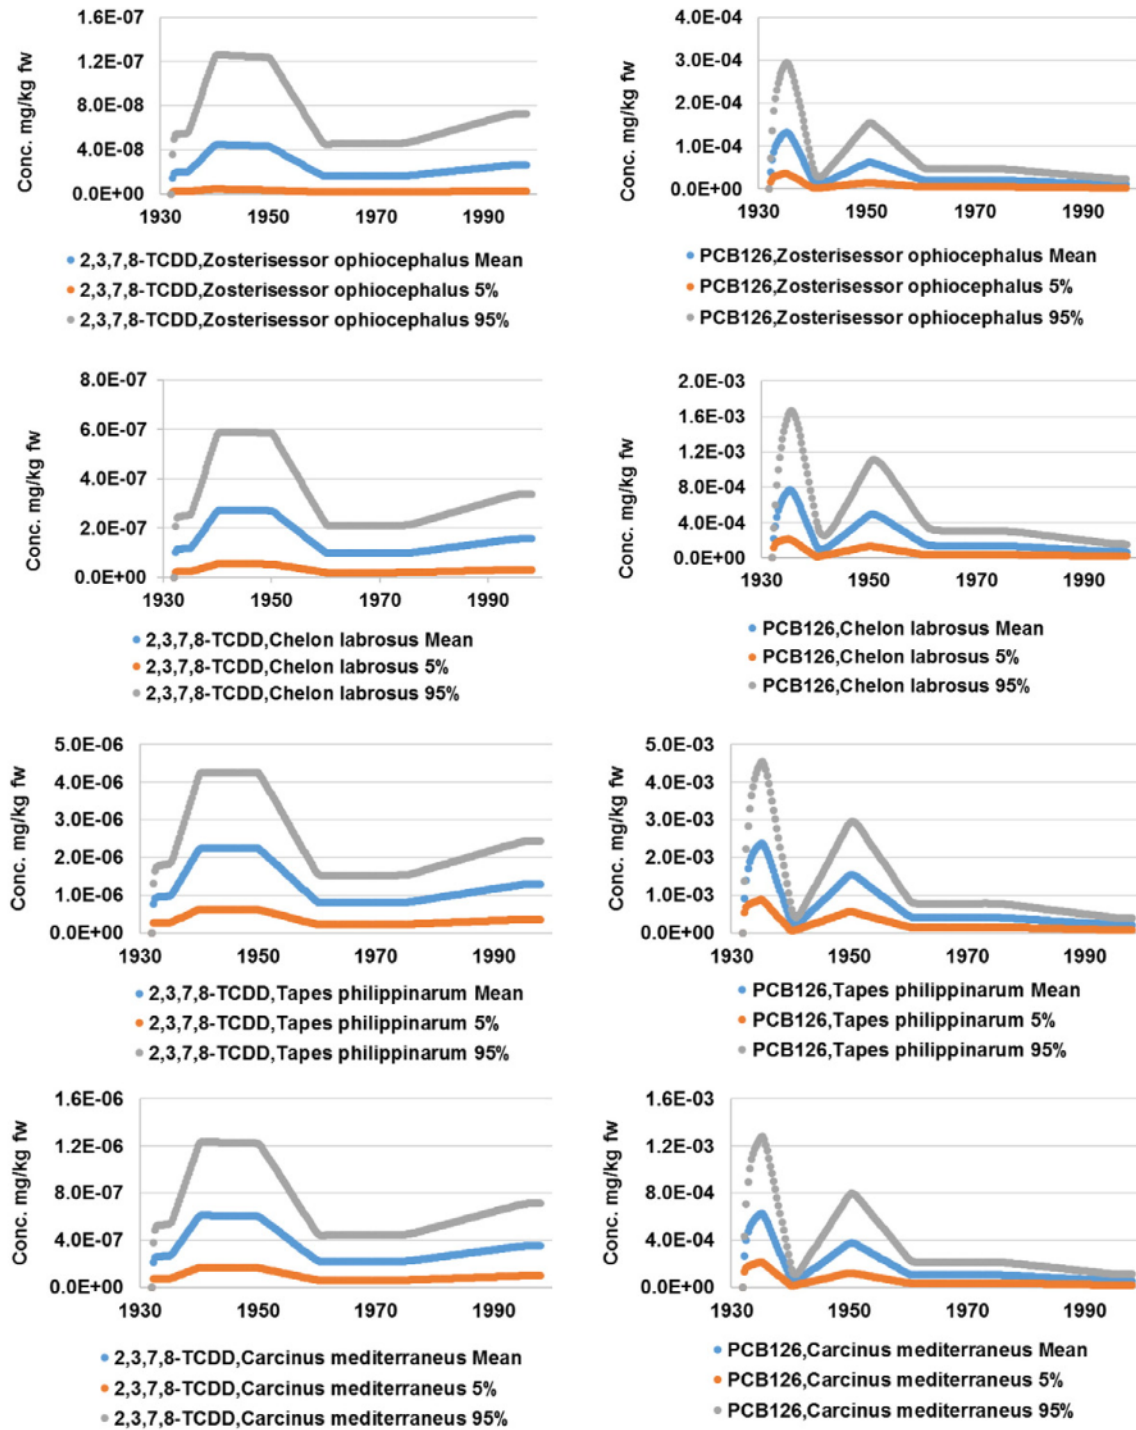 Conc. mg/kg fw
1.6E-07
1.2E-07
8.0E-08
4.0E-08
0.0E+00
1930 1950 1970 1990
2,3,7,8-TCDD,Zosterisessor ophiocephalus Mean
2,3,7,8-TCDD,Zosterisessor ophiocephalus 5%
2,3,7,8-TCDD,Zosterisessor ophiocephalus 95%
Conc. mg/kg fw
4.0E-04
3.0E-04
2.0E-04
1.0E-04
0.0E+00
1930 1950 1970 1990
PCB126,Zosterisessor ophiocephalus Mean
PCB126,Zosterisessor ophiocephalus 5%
PCB126,Zosterisessor ophiocephalus 95%
Conc. mg/kg fw
8.0E-07
6.0E-07
4.0E-07
2.0E-07
0.0E+00
1930 1950 1970 1990
2,3,7,8-TCDD,Chelon labrosus Mean
2,3,7,8-TCDD,Chelon labrosus 5%
2,3,7,8-TCDD,Chelon labrosus 95%
Conc. mg/kg fw
2.0E-03
1.6E-03
1.2E-03
8.0E-04
4.0E-04
0.0E+00
1930 1950 1970 1990
PCB126,Chelon labrosus Mean
PCB126,Chelon labrosus 5%
PCB126,Chelon labrosus 95%
Conc. mg/kg fw
5.0E-06
4.0E-06
3.0E-06
2.0E-06
1.0E-06
0.0E+00
1930 1950 1970 1990
2,3,7,8-TCDD,Tapes philippinarum Mean
2,3,7,8-TCDD,Tapes philippinarum 5%
2,3,7,8-TCDD,Tapes philippinarum 95%
Conc. mg/kg fw
5.0E-03
4.0E-03
3.0E-03
2.0E-03
1.0E-03
0.0E+00
1930 1950 1970 1990
PCB126,Tapes philippinarum Mean
PCB126,Tapes philippinarum 5%
PCB126,Tapes philippinarum 95%
Conc. mg/kg fw
1.6E-06
1.2E-06
8.0E-07
4.0E-07
0.0E+00
1930 1950 1970 1990
2,3,7,8-TCDD,Carcinus mediterraneus Mean
2,3,7,8-TCDD,Carcinus mediterraneus 5%
2,3,7,8-TCDD,Carcinus mediterraneus 95%
Conc. mg/kg fw
1.6E-03
1.2E-03
8.0E-04
4.0E-04
0.0E+00
1930 1950 1970 1990
PCB126,Carcinus mediterraneus Mean
PCB126,Carcinus mediterraneus 5%
PCB126,Carcinus mediterraneus 95%